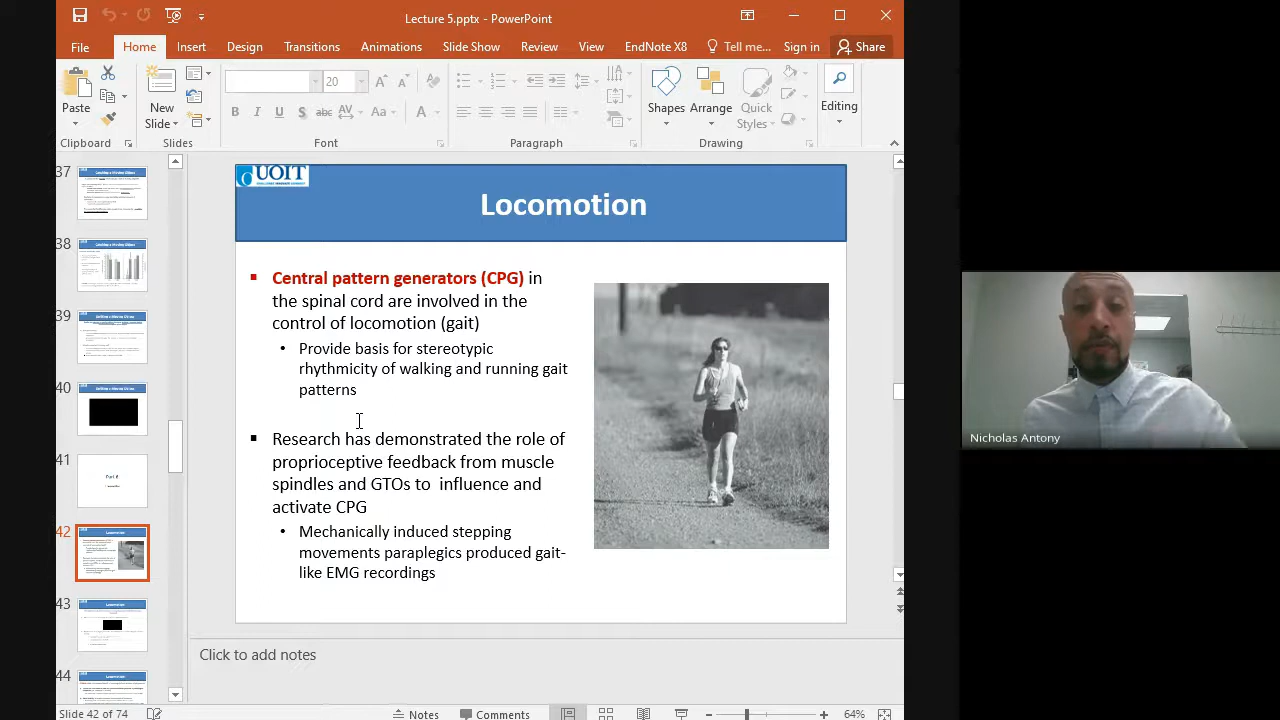 Lecture 5.pptx - PowerPoint
File Home Insert Design Transitions Animations Slide Show Review View EndNote X8 Tell me... Sign in Share
20
Paste
New
Slide
B I U S abc AV Aa A
Shapes Arrange Quick
Styles
Editing
Clipboard Slides Font Paragraph Drawing
37
38
39
40
41
42
43
44
UOIT
Locomotion
Central pattern generators (CPG) in
the spinal cord are involved in the
control of locomotion (gait)
• Provide basis for stereotypic
rhythmicity of walking and running gait
patterns
Research has demonstrated the role of
proprioceptive feedback from muscle
spindles and GTOs to influence and
activate CPG
• Mechanically induced stepping
movements paraplegics produced gait-
like EMG recordings
Nicholas Antony
Click to add notes
Slide 42 of 74 Notes Comments 64%